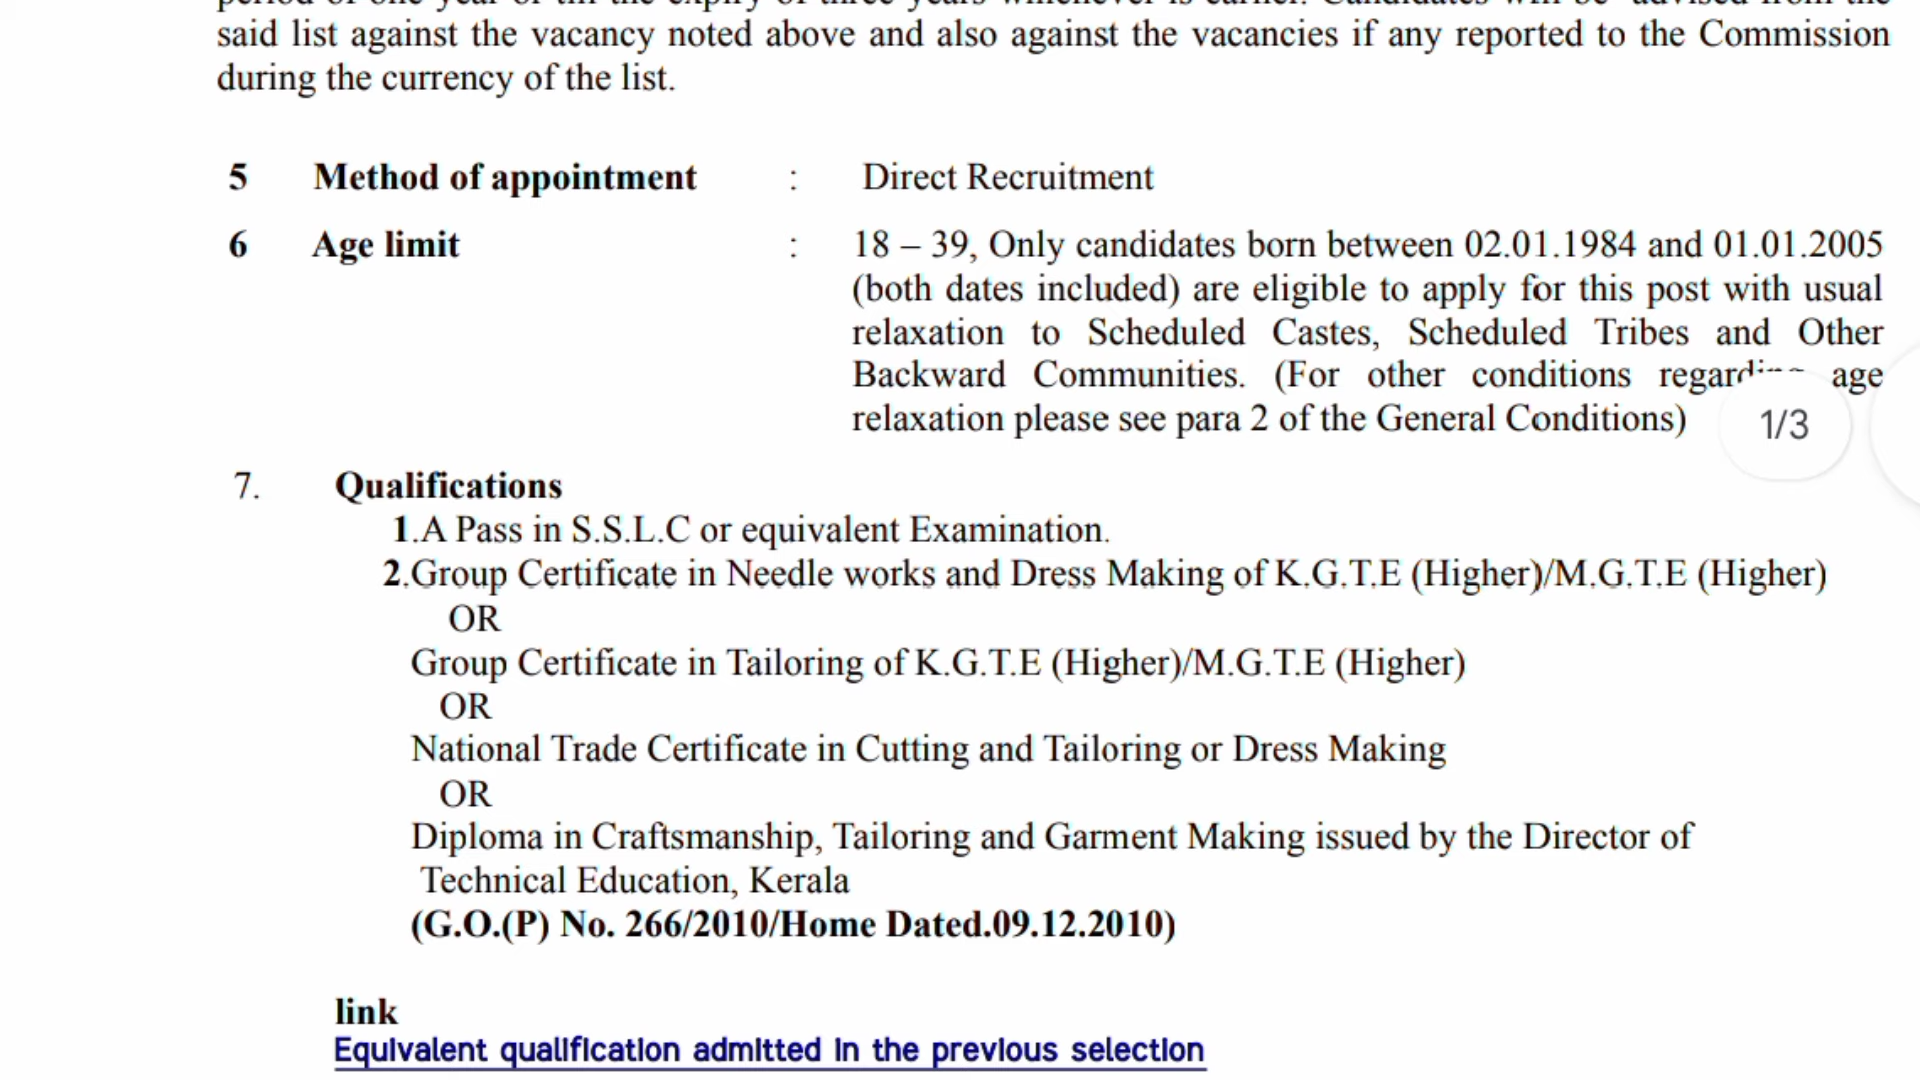 said list against the vacancy noted above and also against the vacancies if any reported to the Commission
during the currency of the list.
5 Method of appointment : Direct Recruitment
6 Age limit : 18 – 39, Only candidates born between 02.01.1984 and 01.01.2005
(both dates included) are eligible to apply for this post with usual
relaxation to Scheduled Castes, Scheduled Tribes and Other
Backward Communities. (For other conditions regarding age
relaxation please see para 2 of the General Conditions)
1/3
7. Qualifications
1.A Pass in S.S.L.C or equivalent Examination.
2.Group Certificate in Needle works and Dress Making of K.G.T.E (Higher)/M.G.T.E (Higher)
OR
Group Certificate in Tailoring of K.G.T.E (Higher)/M.G.T.E (Higher)
OR
National Trade Certificate in Cutting and Tailoring or Dress Making
OR
Diploma in Craftsmanship, Tailoring and Garment Making issued by the Director of
Technical Education, Kerala
(G.O.(P) No. 266/2010/Home Dated.09.12.2010)
link
Equivalent qualification admitted in the previous selection